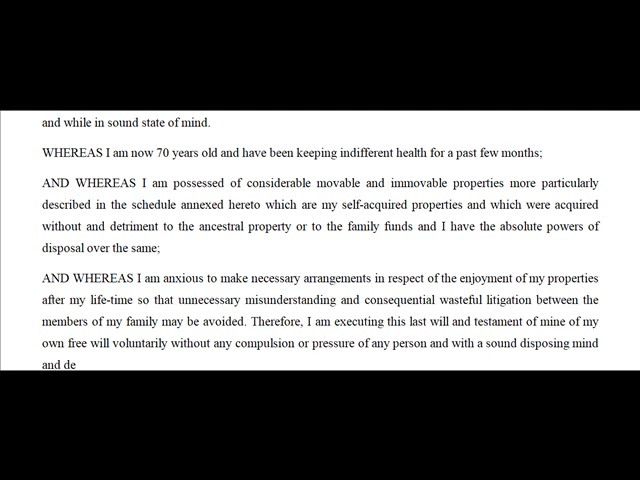 and while in sound state of mind.
WHEREAS I am now 70 years old and have been keeping indifferent health for a past few months;
AND WHEREAS I am possessed of considerable movable and immovable properties more particularly
described in the schedule annexed hereto which are my self-acquired properties and which were acquired
without and detriment to the ancestral property or to the family funds and I have the absolute powers of
disposal over the same;
AND WHEREAS I am anxious to make necessary arrangements in respect of the enjoyment of my properties
after my life-time so that unnecessary misunderstanding and consequential wasteful litigation between the
members of my family may be avoided. Therefore, I am executing this last will and testament of mine of my
own free will voluntarily without any compulsion or pressure of any person and with a sound disposing mind
and de